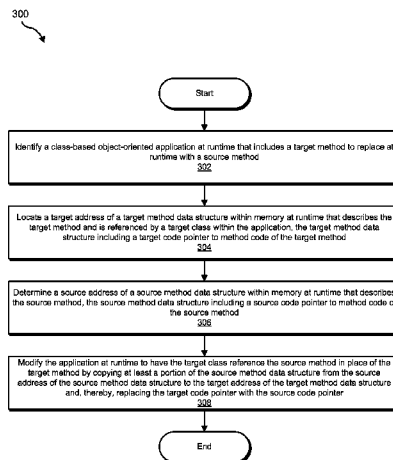 300
Start
Identify a class-based object-oriented application at runtime that includes a target method to replace at
runtime with a source method
302
Locate a target address of a target method data structure within memory at runtime that describes the
target method and is referenced by a target class within the application, the target method data
structure including a target code pointer to method code of the target method
304
Determine a source address of a source method data structure within memory at runtime that describes
the source method, the source method data structure including a source code pointer to method code of
the source method
306
Modify the application at runtime to have the target class reference the source method in place of the
target method by copying at least a portion of the source method data structure from the source
address of the source method data structure to the target address of the target method data structure
and, thereby, replacing the target code pointer with the source code pointer
308
End